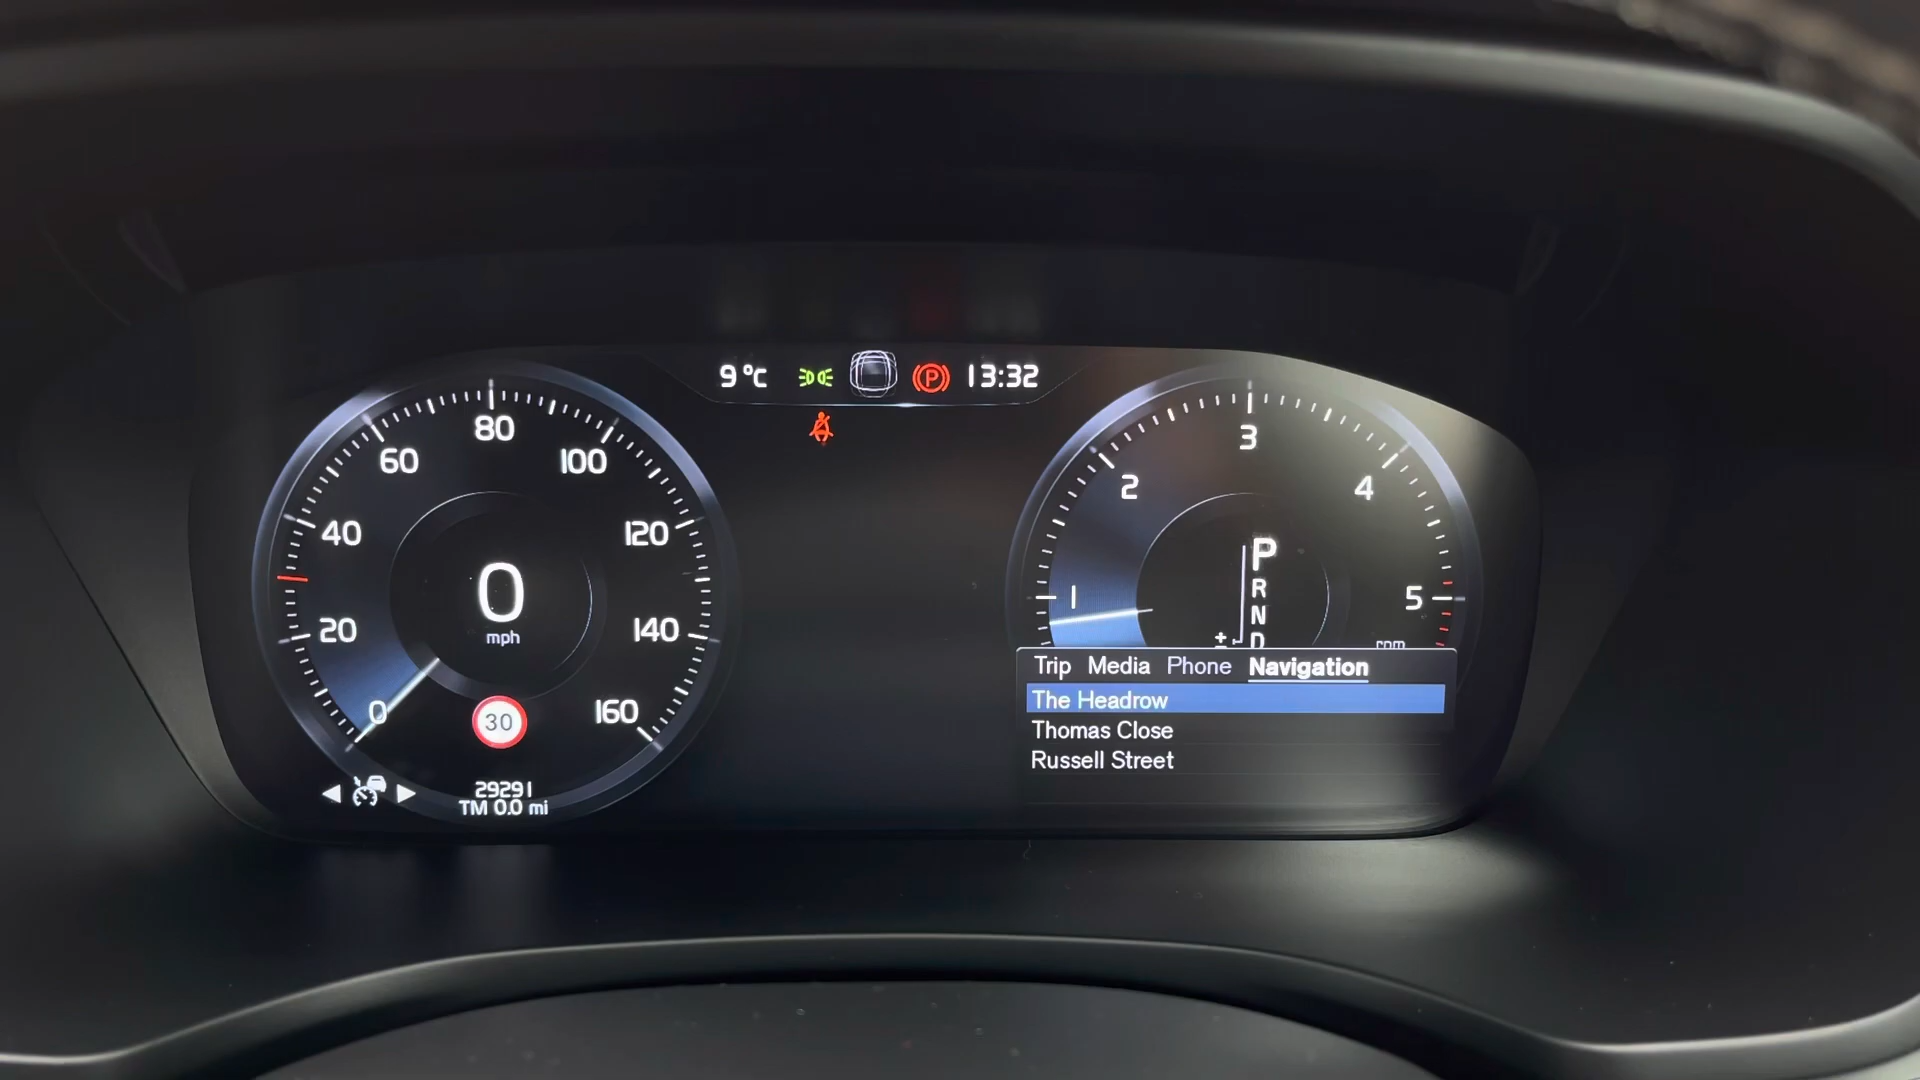 9°C
13:32
80
60
100
40
120
20
140
0
160
0
mph
30
29291
TM 0.0 mi
3
2
4
1
5
P
R
N
D
±
rpm
Trip Media Phone Navigation
The Headrow
Thomas Close
Russell Street